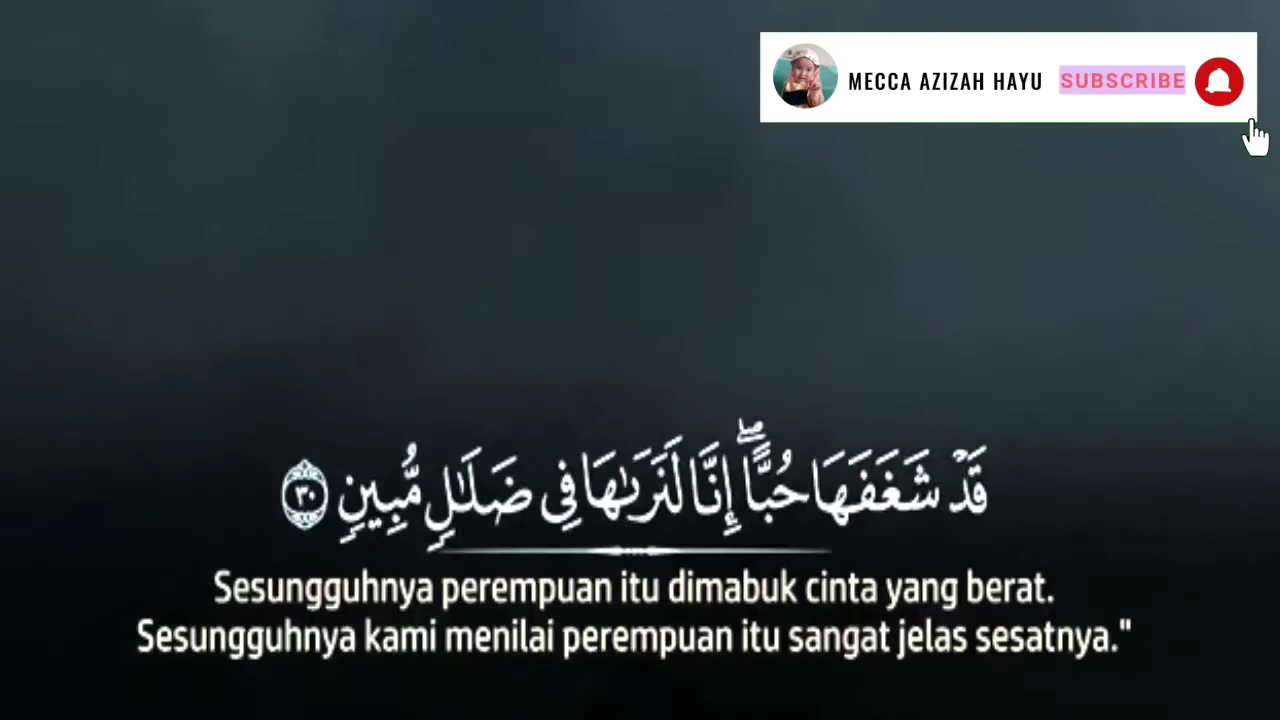 MECCA AZIZAH HAYU SUBSCRIBE
قَدْ شَغَفَهَا حُبًّاۖ إِنَّا لَنَرَىٰهَا فِى ضَلَـٰلٍ مُّبِينٍ ٣٠
Sesungguhnya perempuan itu dimabuk cinta yang berat.
Sesungguhnya kami menilai perempuan itu sangat jelas sesatnya."